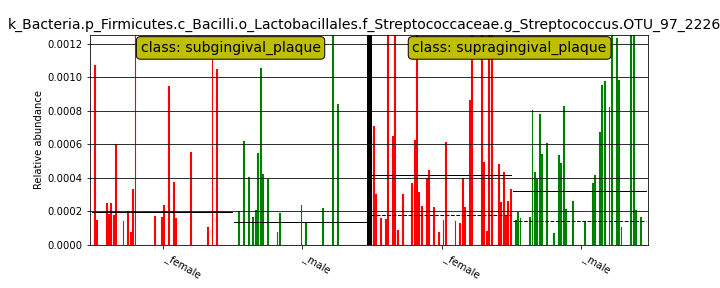 k_Bacteria.p_Firmicutes.c_Bacilli.o_Lactobacillales.f_Streptococcaceae.g_Streptococcus.OTU_97_2226
class: subgingival_plaque
class: supragingival_plaque
Relative abundance
0.0012
0.0010
0.0008
0.0006
0.0004
0.0002
0.0000
_female
_male
_female
_male